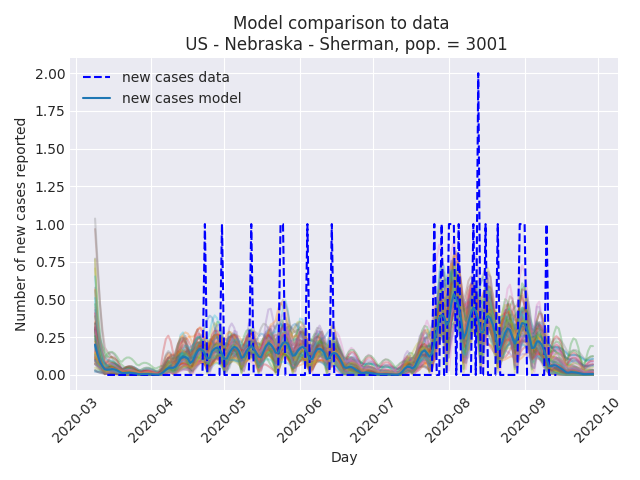 Model comparison to data
US - Nebraska - Sherman, pop. = 3001
new cases data
new cases model
Number of new cases reported
2.00
1.75
1.50
1.25
1.00
0.75
0.50
0.25
0.00
2020-03
2020-04
2020-05
2020-06
2020-07
2020-08
2020-09
2020-10
Day